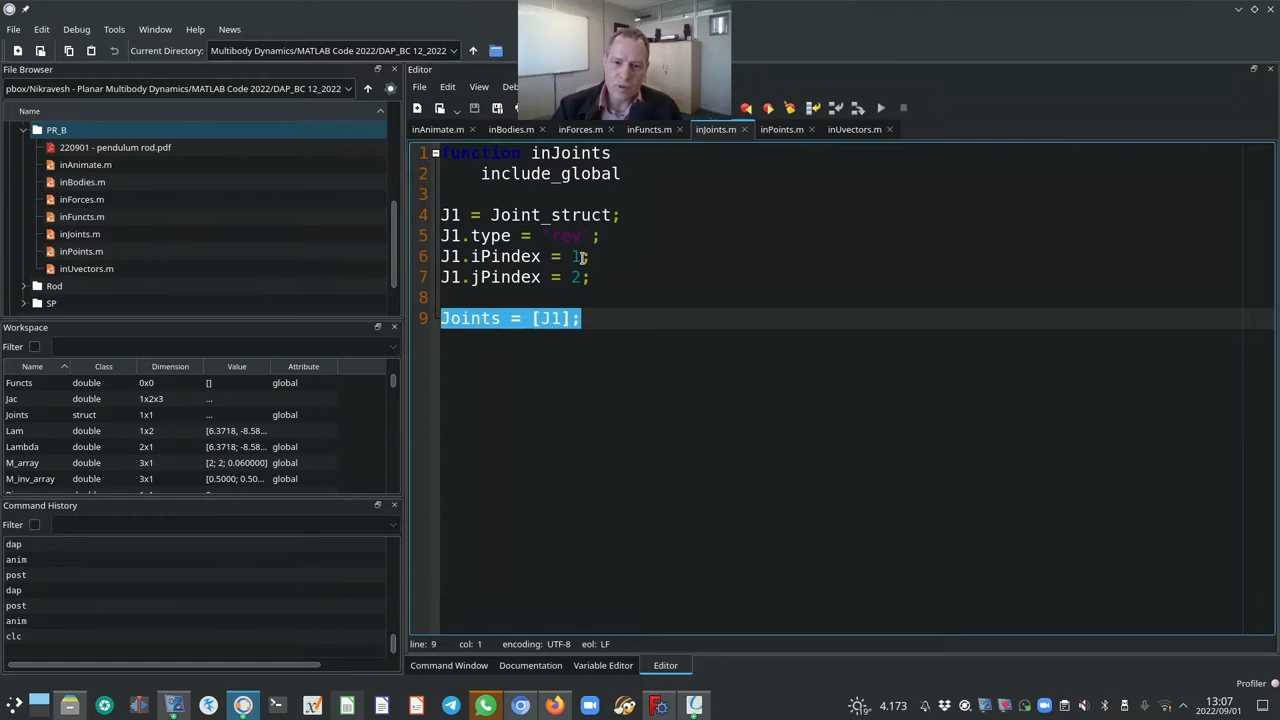 File Edit Debug Tools Window Help News
Current Directory: Multibody Dynamics/MATLAB Code 2022/DAP_BC 12_2022
File Browser
pbox/Nikravesh - Planar Multibody Dynamics/MATLAB Code 2022/DAP_BC 12_2022
Name
PR_B
220901 - pendulum rod.pdf
inAnimate.m
inBodies.m
inForces.m
inFuncts.m
inJoints.m
inPoints.m
inUvectors.m
Rod
SP
Workspace
Filter
Name Class Dimension Value Attribute
Functs double 0x0 [] global
Jac double 1x2x3 ... global
Joints struct 1x1 ... global
Lam double 1x2 [6.3718; -8.58... global
Lambda double 2x1 [6.3718; -8.58... global
M_array double 3x1 [2; 2; 0.060000] global
M_inv_array double 3x1 [0.5000; 0.50... global
Command History
Filter
dap
anim
post
dap
post
anim
clc
Editor
File Edit View
inAnimate.m inBodies.m inForces.m inFuncts.m inJoints.m inPoints.m inUvectors.m
1 function inJoints
2 include_global
3
4 J1 = Joint_struct;
5 J1.type = 'rev';
6 J1.iPindex = 1;
7 J1.jPindex = 2;
8
9 Joints = [J1];
line: 9 col: 1 encoding: UTF-8 eol: LF
Command Window Documentation Variable Editor Editor
Profiler
19° 4.173 13:07
2022/09/01